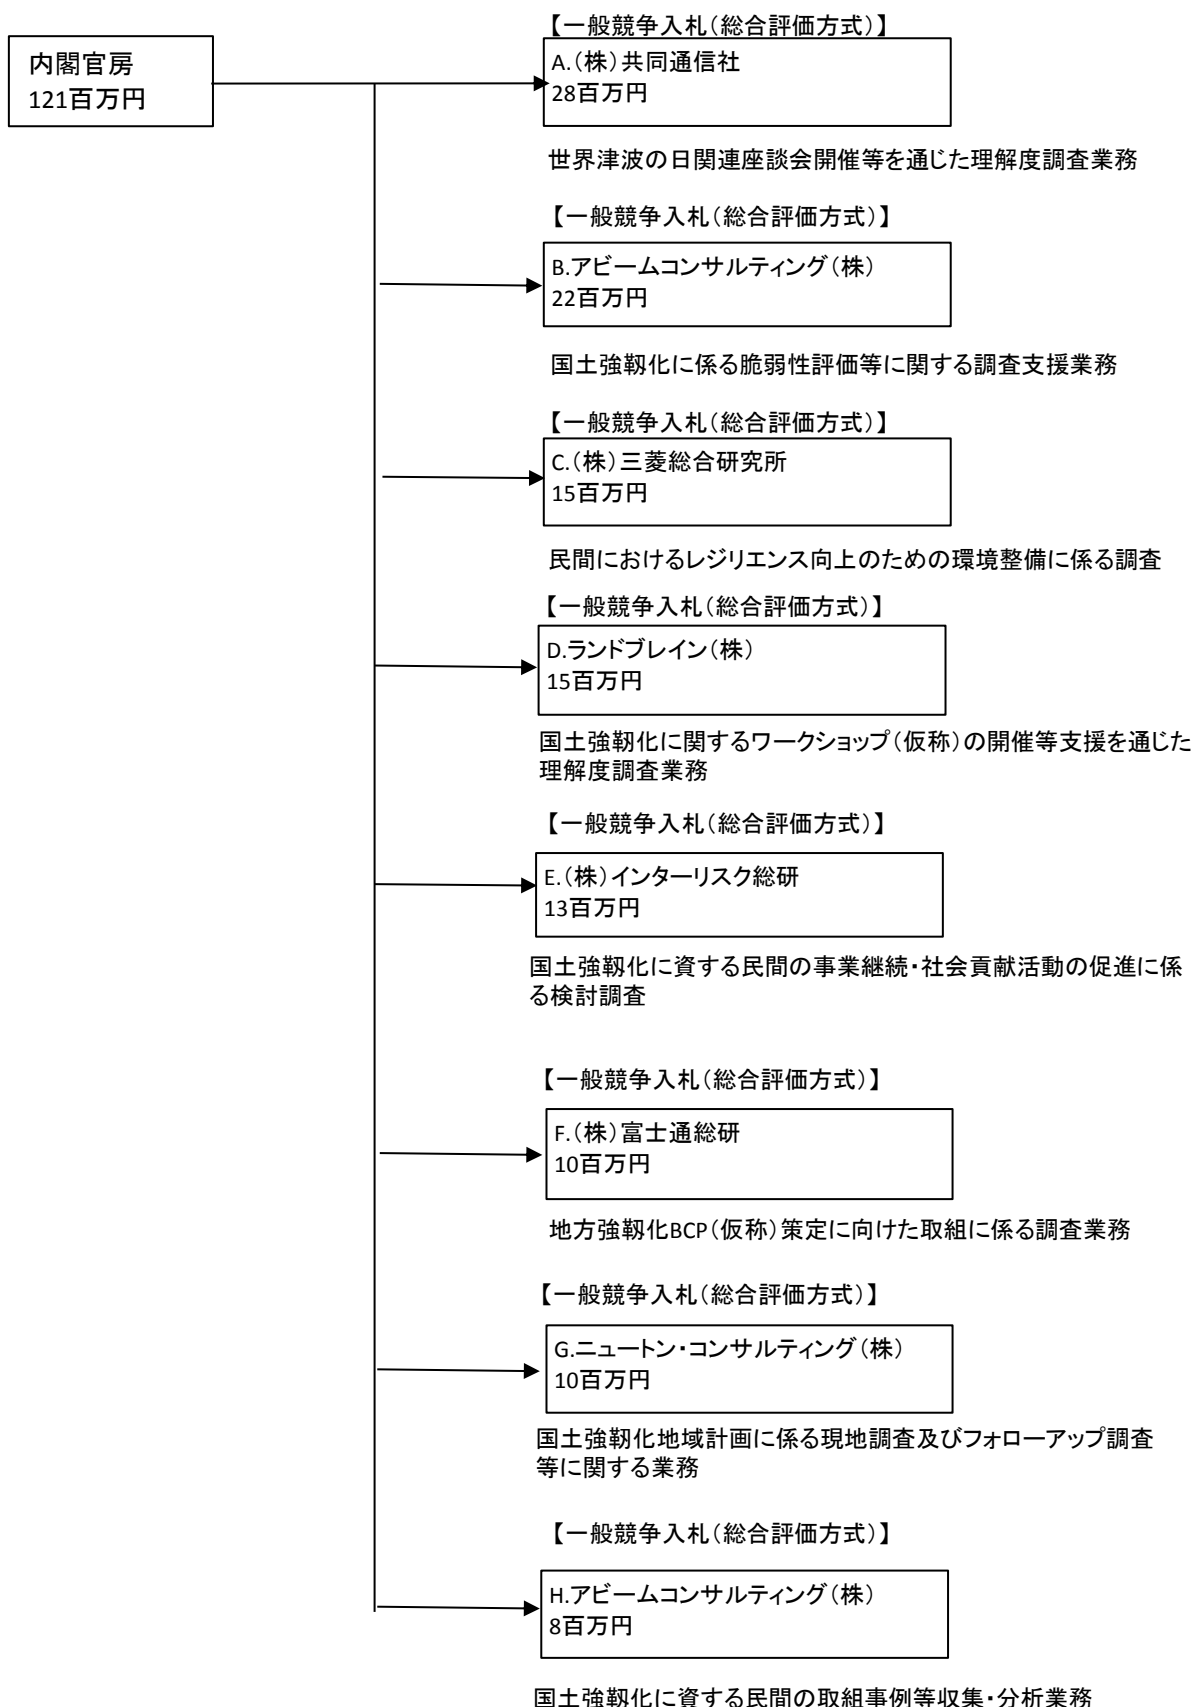 内閣官房
121百万円
【一般競争入札(総合評価方式)】
A.(株)共同通信社
28百万円
世界津波の日関連座談会開催等を通じた理解度調査業務
【一般競争入札(総合評価方式)】
B.アビームコンサルティング(株)
22百万円
国土強靱化に係る脆弱性評価等に関する調査支援業務
【一般競争入札(総合評価方式)】
C.(株)三菱総合研究所
15百万円
民間におけるレジリエンス向上のための環境整備に係る調査
【一般競争入札(総合評価方式)】
D.ランドブレイン(株)
15百万円
国土強靱化に関するワークショップ(仮称)の開催等支援を通じた
理解度調査業務
【一般競争入札(総合評価方式)】
E.(株)インターリスク総研
13百万円
国土強靱化に資する民間の事業継続・社会貢献活動の促進に係
る検討調査
【一般競争入札(総合評価方式)】
F.(株)富士通総研
10百万円
地方強靱化BCP(仮称)策定に向けた取組に係る調査業務
【一般競争入札(総合評価方式)】
G.ニュートン・コンサルティング(株)
10百万円
国土強靱化地域計画に係る現地調査及びフォローアップ調査
等に関する業務
【一般競争入札(総合評価方式)】
H.アビームコンサルティング(株)
8百万円
国土強靱化に資する民間の取組事例等収集・分析業務